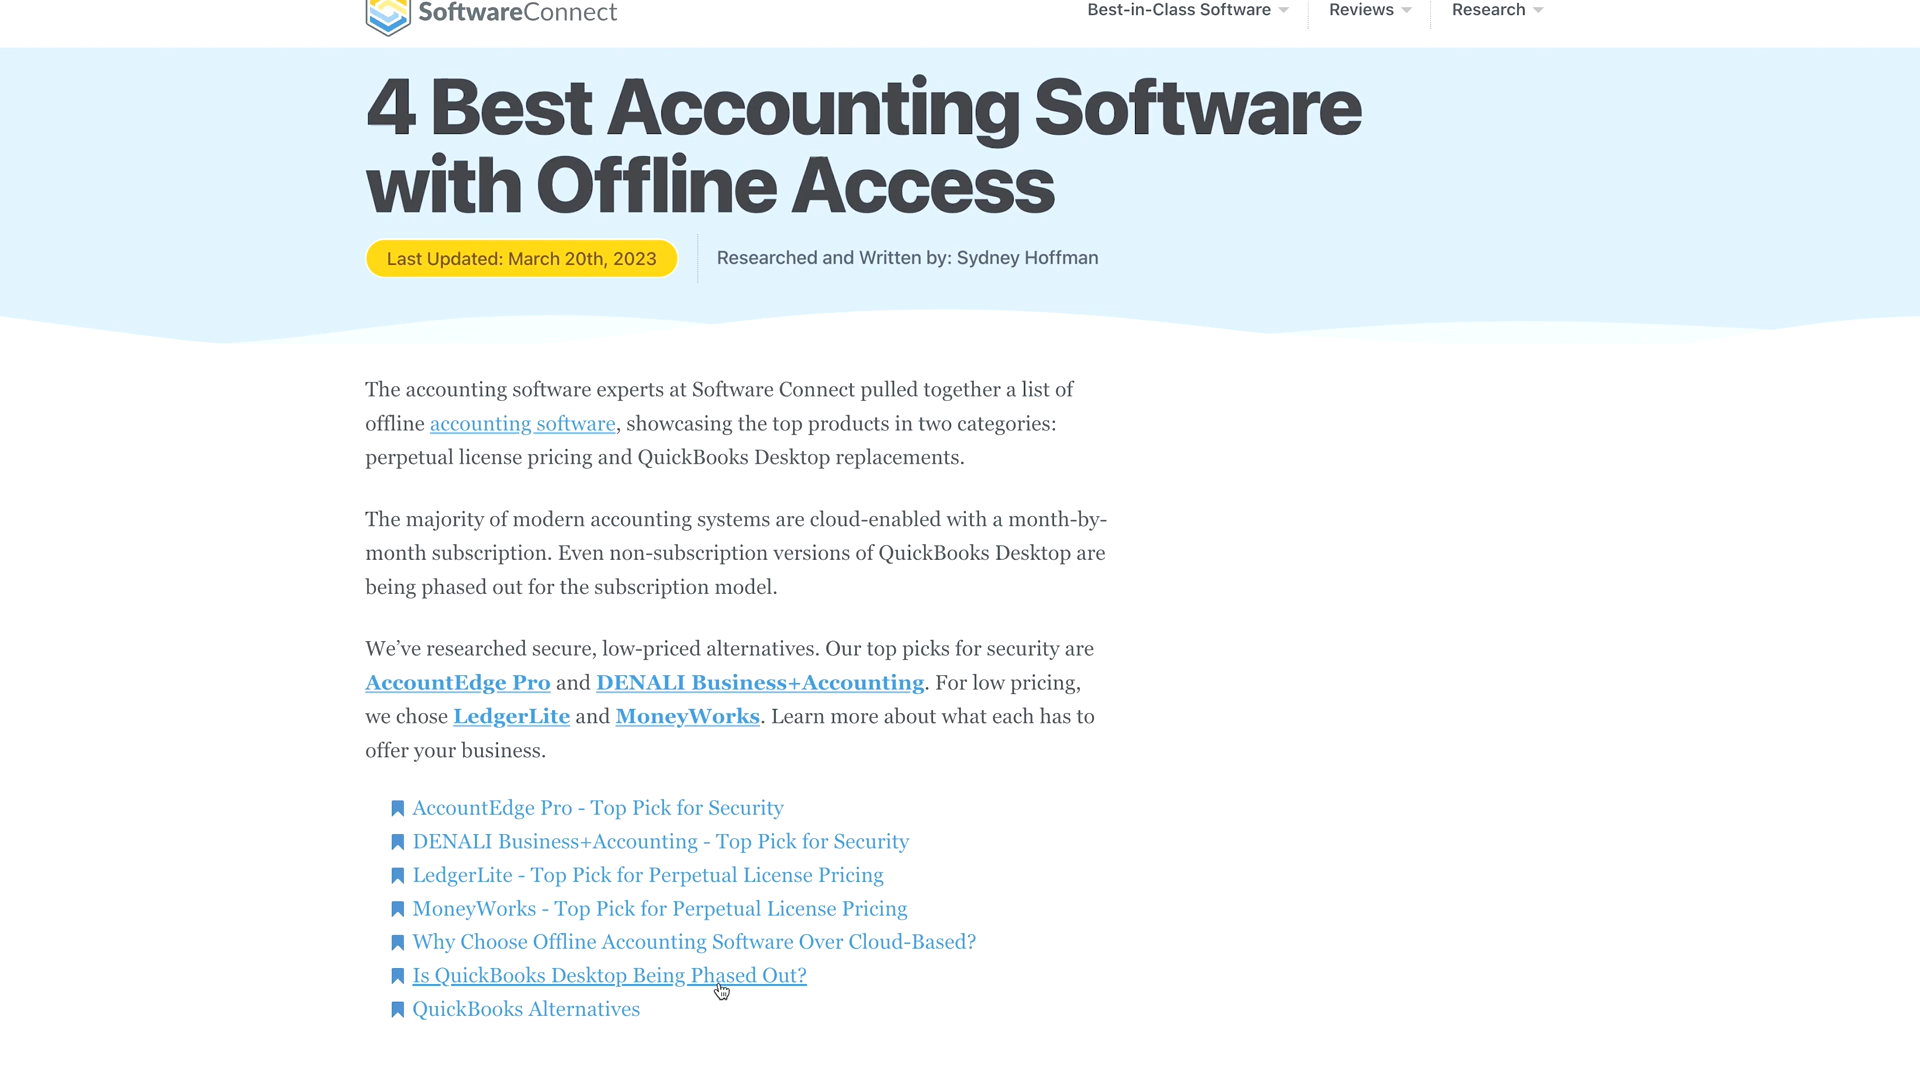 SoftwareConnect
Best-in-Class Software
Reviews
Research
4 Best Accounting Software
with Offline Access
Last Updated: March 20th, 2023
Researched and Written by: Sydney Hoffman
The accounting software experts at Software Connect pulled together a list of
offline accounting software, showcasing the top products in two categories:
perpetual license pricing and QuickBooks Desktop replacements.
The majority of modern accounting systems are cloud-enabled with a month-by-
month subscription. Even non-subscription versions of QuickBooks Desktop are
being phased out for the subscription model.
We’ve researched secure, low-priced alternatives. Our top picks for security are
AccountEdge Pro and DENALI Business+Accounting. For low pricing,
we chose LedgerLite and MoneyWorks. Learn more about what each has to
offer your business.
AccountEdge Pro - Top Pick for Security
DENALI Business+Accounting - Top Pick for Security
LedgerLite - Top Pick for Perpetual License Pricing
MoneyWorks - Top Pick for Perpetual License Pricing
Why Choose Offline Accounting Software Over Cloud-Based?
Is QuickBooks Desktop Being Phased Out?
QuickBooks Alternatives